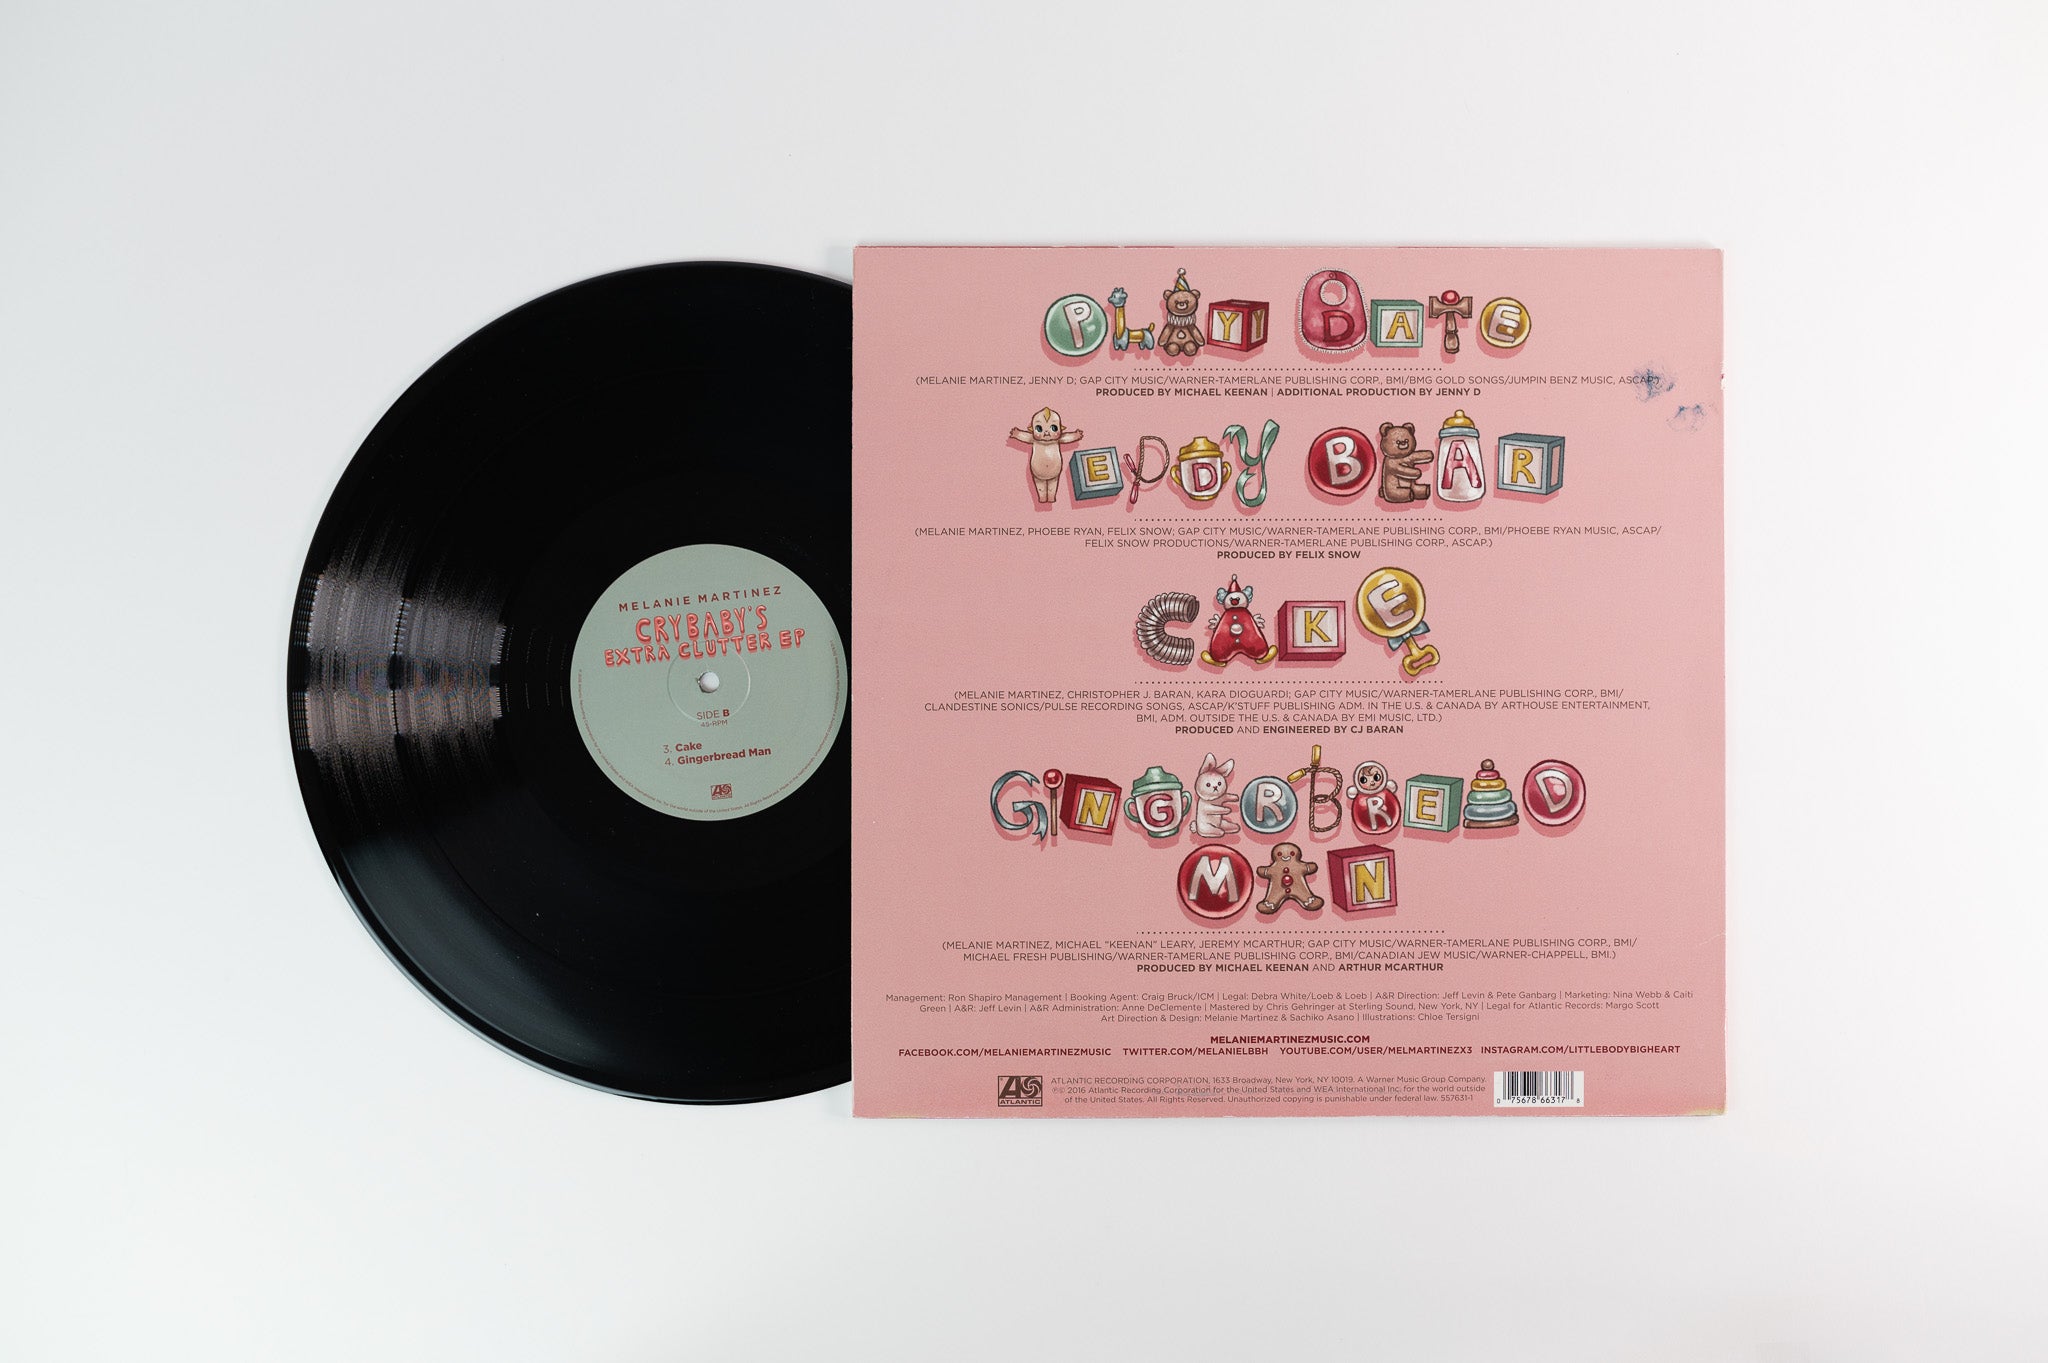 MELANIE MARTINEZ
CRYBABY'S
EXTRA CLUTTER EP
SIDE B
45-RPM
3. Cake
4. Gingerbread Man
PLAY DATE
(MELANIE MARTINEZ, JENNY D; GAP CITY MUSIC/WARNER-TAMERLANE PUBLISHING CORP., BMI/BMG GOLD SONGS/JUMPIN BENZ MUSIC, ASCAP.)
PRODUCED BY MICHAEL KEENAN | ADDITIONAL PRODUCTION BY JENNY D
TEDDY BEAR
(MELANIE MARTINEZ, PHOEBE RYAN, FELIX SNOW; GAP CITY MUSIC/WARNER-TAMERLANE PUBLISHING CORP., BMI/PHOEBE RYAN MUSIC, ASCAP/
FELIX SNOW PRODUCTIONS/WARNER-TAMERLANE PUBLISHING CORP., ASCAP.)
PRODUCED BY FELIX SNOW
CAKE
(MELANIE MARTINEZ, CHRISTOPHER J. BARAN, KARA DIOGUARDI; GAP CITY MUSIC/WARNER-TAMERLANE PUBLISHING CORP., BMI/
CLANDESTINE SONICS/PULSE RECORDING SONGS, ASCAP/K'STUFF PUBLISHING ADM. IN THE U.S. & CANADA BY ARTHOUSE ENTERTAINMENT,
BMI, ADM. OUTSIDE THE U.S. & CANADA BY EMI MUSIC, LTD.)
PRODUCED AND ENGINEERED BY CJ BARAN
GINGERBREAD
MAN
(MELANIE MARTINEZ, MICHAEL "KEENAN" LEARY, JEREMY MCARTHUR; GAP CITY MUSIC/WARNER-TAMERLANE PUBLISHING CORP., BMI/
MICHAEL FRESH PUBLISHING/WARNER-TAMERLANE PUBLISHING CORP., BMI/CANADIAN JEW MUSIC/WARNER-CHAPPELL, BMI.)
PRODUCED BY MICHAEL KEENAN AND ARTHUR MCARTHUR
Management: Ron Shapiro Management | Booking Agent: Craig Bruck/ICM | Legal: Debra White/Loeb & Loeb | A&R Direction: Jeff Levin & Pete Ganbarg | Marketing: Nina Webb & Caiti
Green | A&R: Jeff Levin | A&R Administration: Anne DeClemente | Mastered by Chris Gehringer at Sterling Sound, New York, NY | Legal for Atlantic Records: Margo Scott
Art Direction & Design: Melanie Martinez & Sachiko Asano | Illustrations: Chloe Tersigni
MELANIEMARTINEZMUSIC.COM
FACEBOOK.COM/MELANIEMARTINEZMUSIC TWITTER.COM/MELANIELBBH YOUTUBE.COM/USER/MELMARTINEZX3 INSTAGRAM.COM/LITTLEBODYBIGHEART
ATLANTIC
ATLANTIC RECORDING CORPORATION, 1633 Broadway, New York, NY 10019. A Warner Music Group Company.
℗© 2016 Atlantic Recording Corporation for the United States and WEA International Inc. for the world outside
of the United States. All Rights Reserved. Unauthorized copying is punishable under federal law. 557631-1
0 75678 66317 8